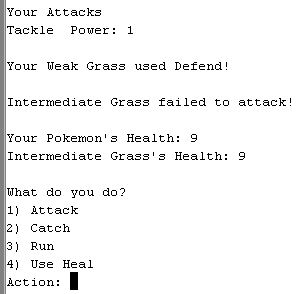 Your Attacks
Tackle  Power: 1
Your Weak Grass used Defend!
Intermediate Grass failed to attack!
Your Pokemon's Health: 9
Intermediate Grass's Health: 9
What do you do?
1) Attack
2) Catch
3) Run
4) Use Heal
Action: